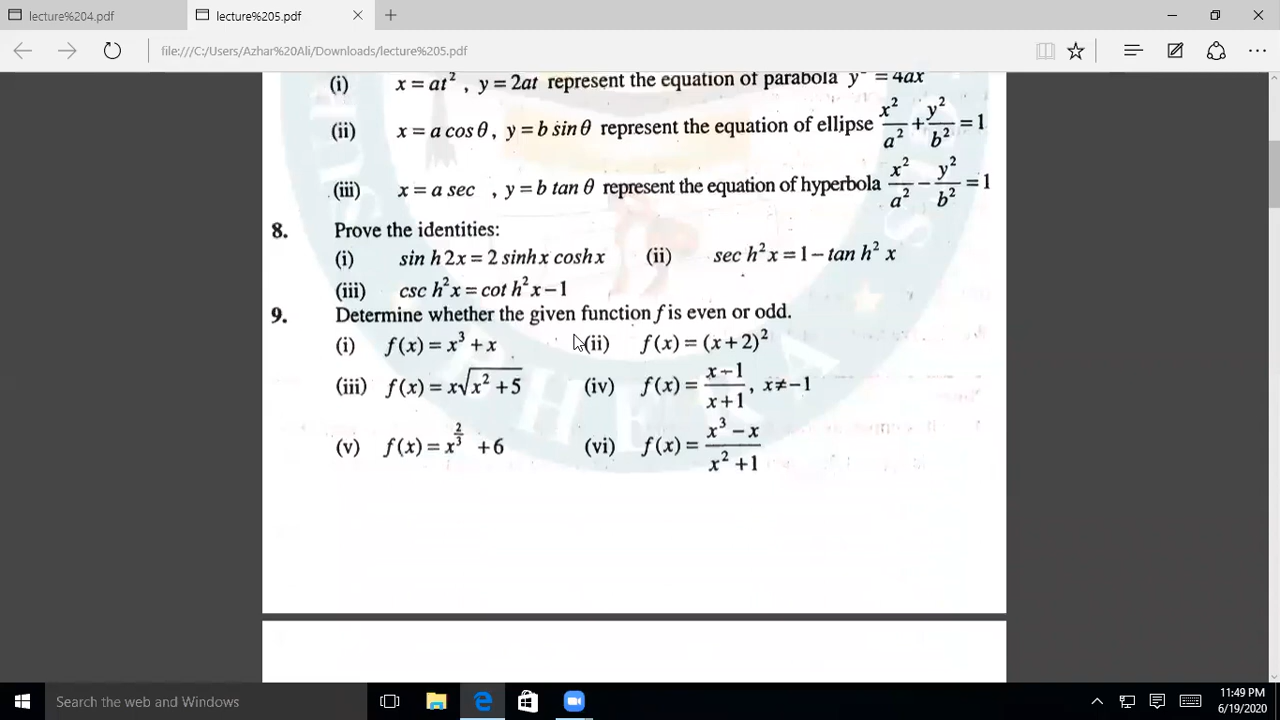 lecture%204.pdf
lecture%205.pdf
file:///C:/Users/Azhar%20Ali/Downloads/lecture%205.pdf
(i) x = at², y = 2at represent the equation of parabola y² = 4ax
(ii) x = a cos θ, y = b sin θ represent the equation of ellipse x²/a² + y²/b² = 1
(iii) x = a sec , y = b tan θ represent the equation of hyperbola x²/a² − y²/b² = 1
8. Prove the identities:
(i) sin h 2x = 2 sinh x cosh x (ii) sec h²x = 1 − tan h² x
(iii) csc h²x = cot h²x − 1
9. Determine whether the given function f is even or odd.
(i) f(x) = x³ + x (ii) f(x) = (x + 2)²
(iii) f(x) = x√(x² + 5) (iv) f(x) = (x − 1)/(x + 1), x ≠ −1
(v) f(x) = x^(2/3) + 6 (vi) f(x) = (x³ − x)/(x² + 1)
Search the web and Windows
11:49 PM
6/19/2020